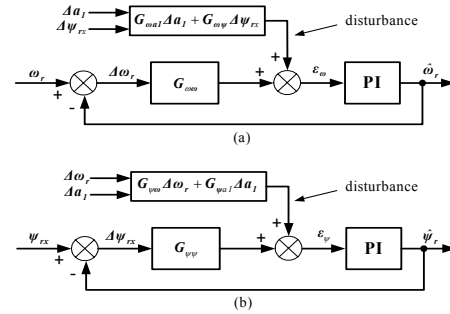 Δa₁
Δψ_rx
G_ωa1 Δa₁ + G_ωψ Δψ_rx
disturbance
ω_r
+
-
Δω_r
G_ωω
+
+
ε_ω
PI
ω̂_r
(a)
Δω_r
Δa₁
G_ψω Δω_r + G_ψa1 Δa₁
disturbance
ψ_rx
+
-
Δψ_rx
G_ψψ
+
+
ε_ψ
PI
ψ̂_r
(b)